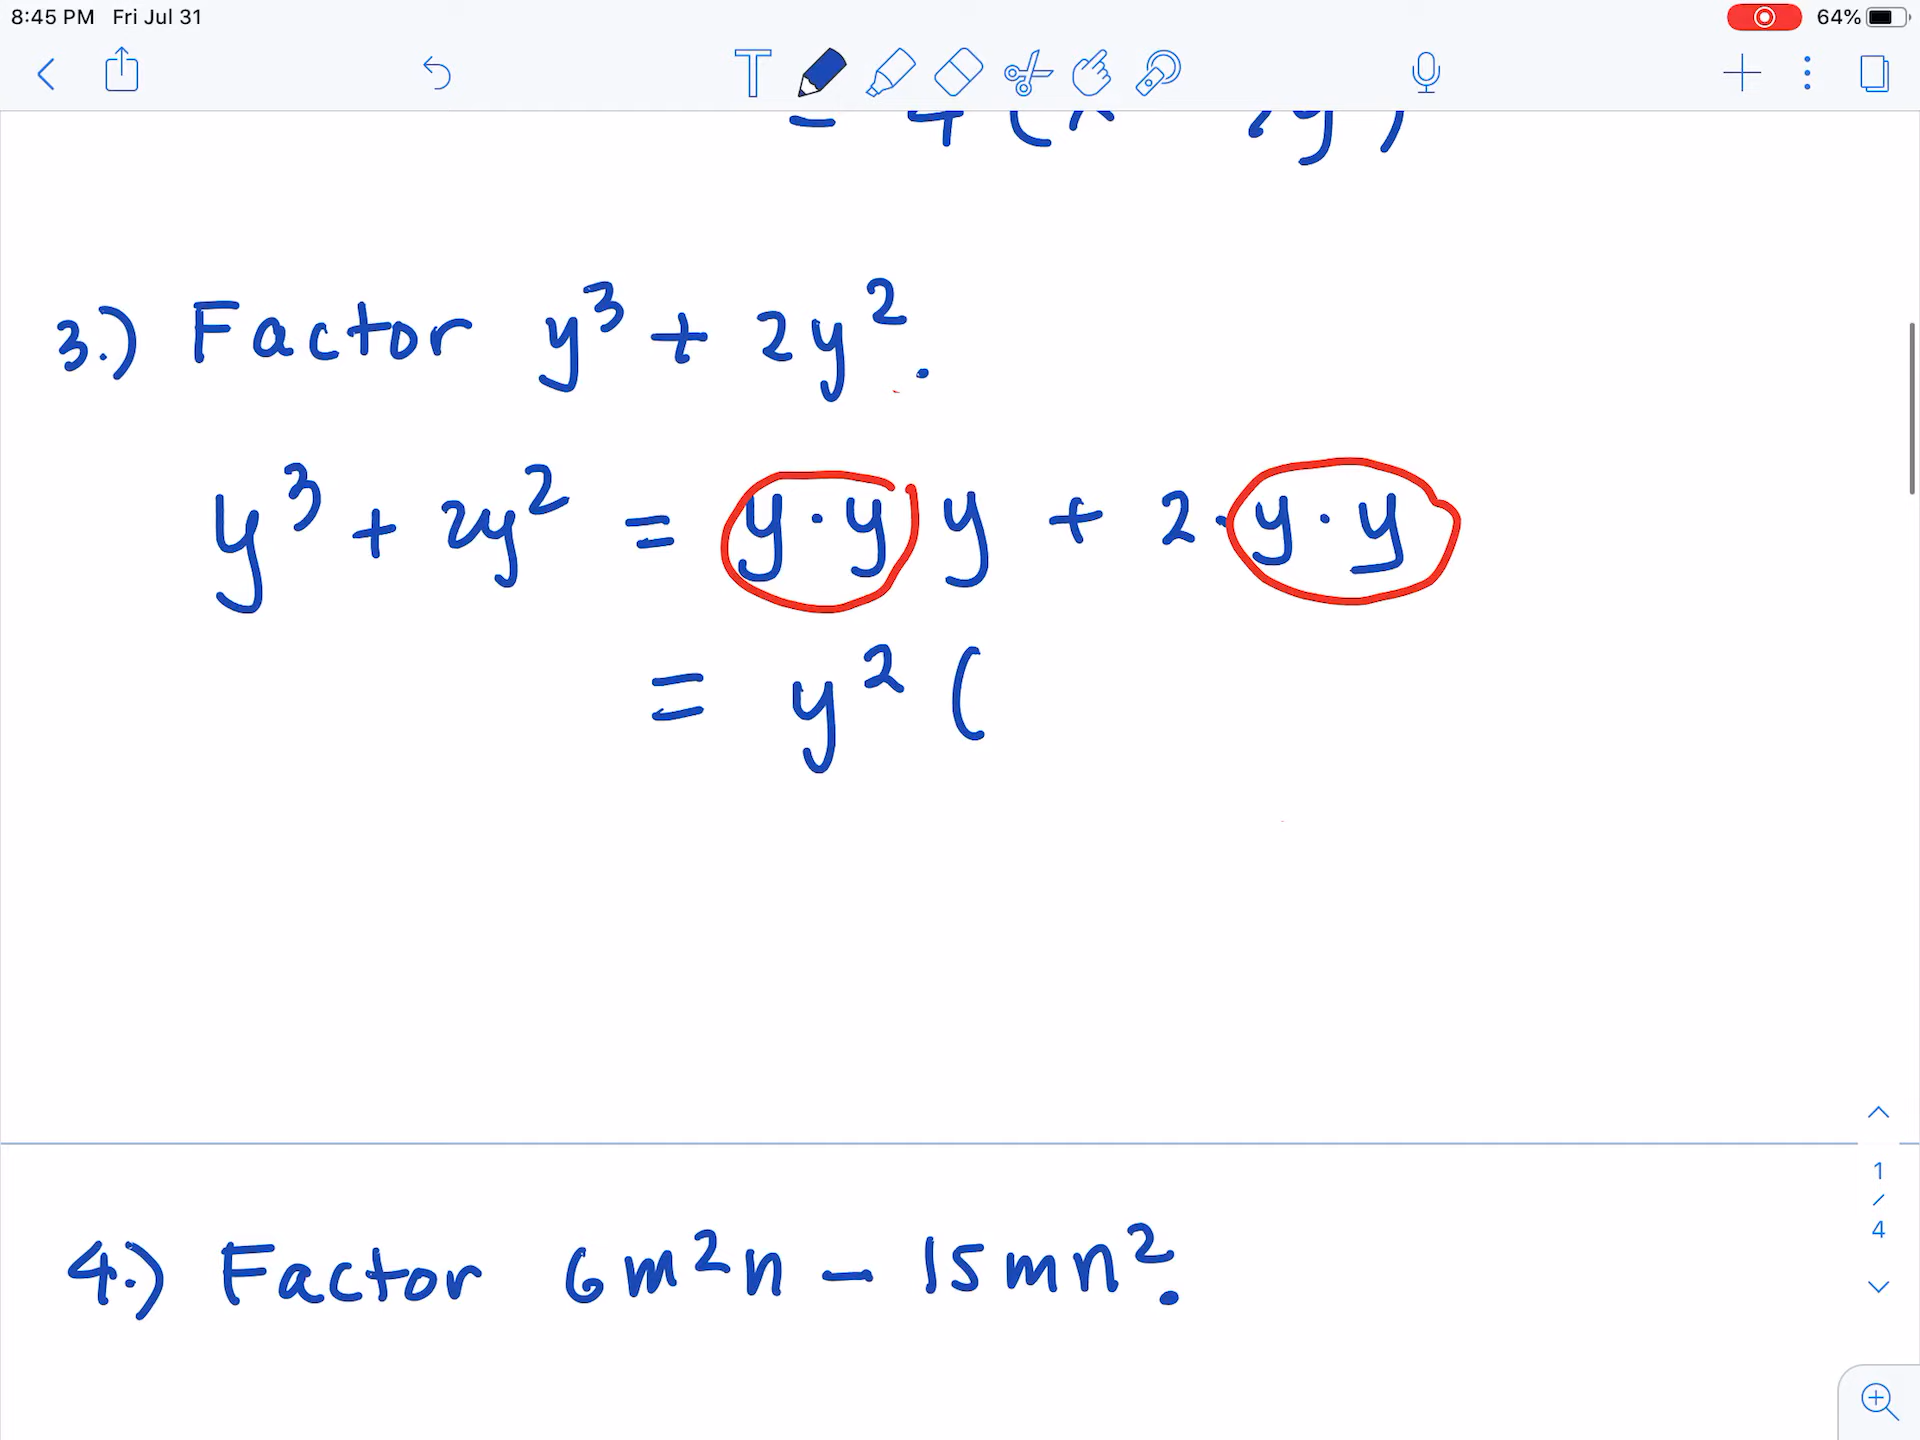 8:45 PM Fri Jul 31 64%
T
3.) Factor y³ + 2y².
y³ + 2y² = y·y y + 2·y·y
= y² (
1
/
4
4.) Factor 6m²n - 15mn².